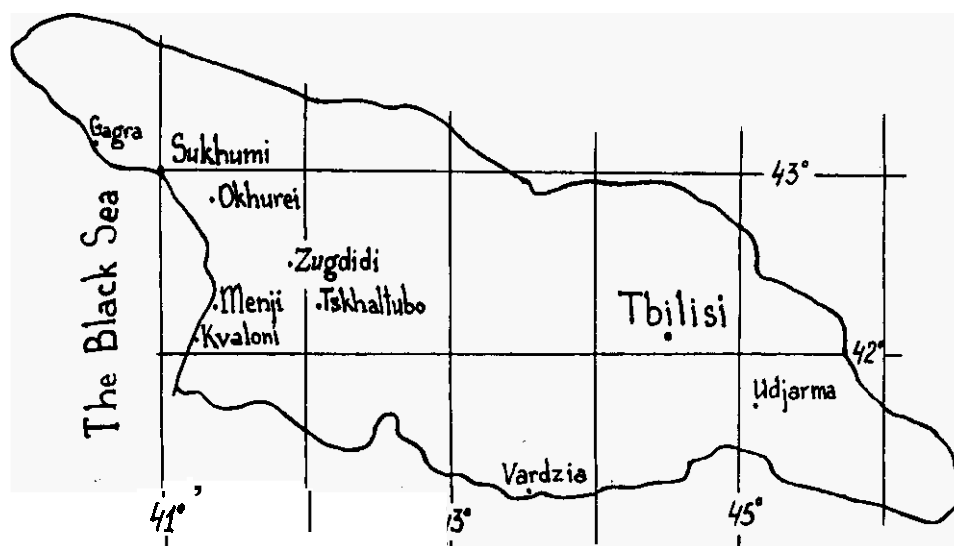 Gagra
Sukhumi
43°
Okhurei
The Black Sea
Zugdidi
Menji
Tskhaltubo
Tbilisi
Kvaloni
42°
Udjarma
Vardzia
41°
3°
45°